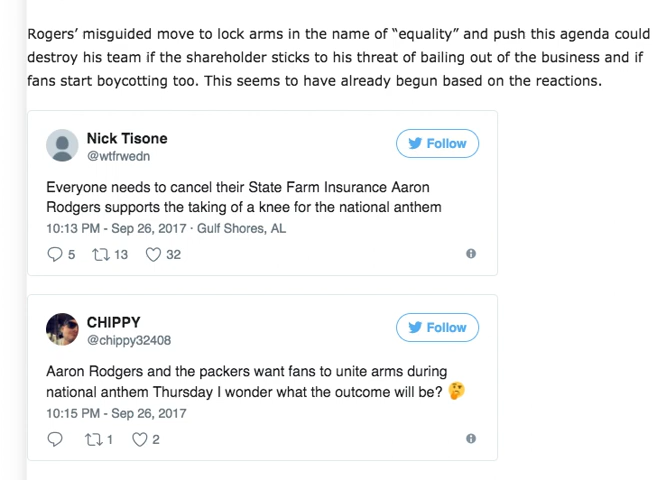 Rogers’ misguided move to lock arms in the name of “equality” and push this agenda could
destroy his team if the shareholder sticks to his threat of bailing out of the business and if
fans start boycotting too. This seems to have already begun based on the reactions.
Nick Tisone
@wtfrwedn
Follow
Everyone needs to cancel their State Farm Insurance Aaron
Rodgers supports the taking of a knee for the national anthem
10:13 PM - Sep 26, 2017 · Gulf Shores, AL
5 13 32
CHIPPY
@chippy32408
Follow
Aaron Rodgers and the packers want fans to unite arms during
national anthem Thursday I wonder what the outcome will be? 🤔
10:15 PM - Sep 26, 2017
1 2